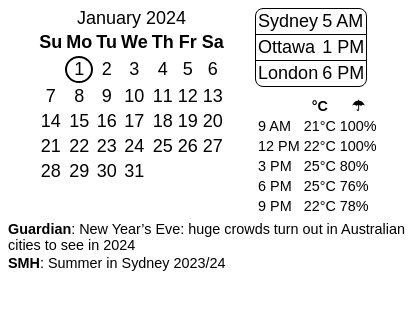 January 2024
Su Mo Tu We Th Fr Sa
1 2 3 4 5 6
7 8 9 10 11 12 13
14 15 16 17 18 19 20
21 22 23 24 25 26 27
28 29 30 31
Sydney 5 AM
Ottawa 1 PM
London 6 PM
°C ☂
9 AM 21°C 100%
12 PM 22°C 100%
3 PM 25°C 80%
6 PM 25°C 76%
9 PM 22°C 78%
Guardian: New Year’s Eve: huge crowds turn out in Australian
cities to see in 2024
SMH: Summer in Sydney 2023/24